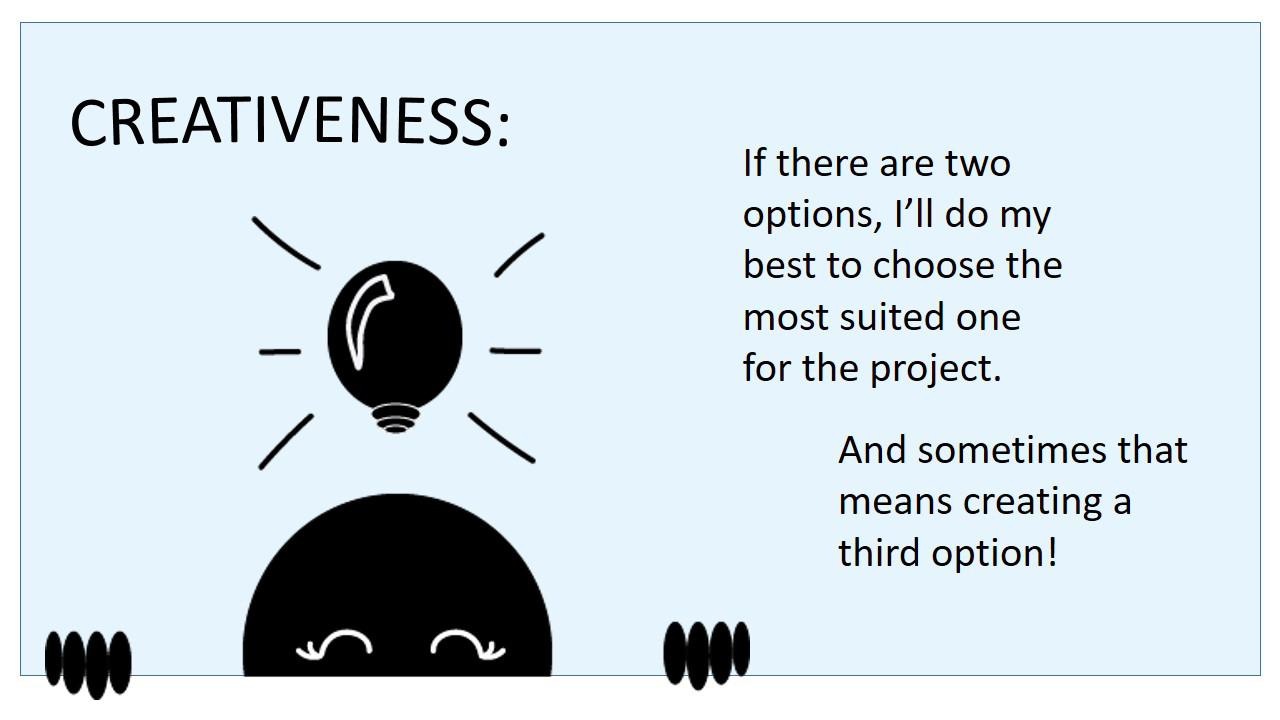 CREATIVENESS:
If there are two
options, I’ll do my
best to choose the
most suited one
for the project.
And sometimes that
means creating a
third option!